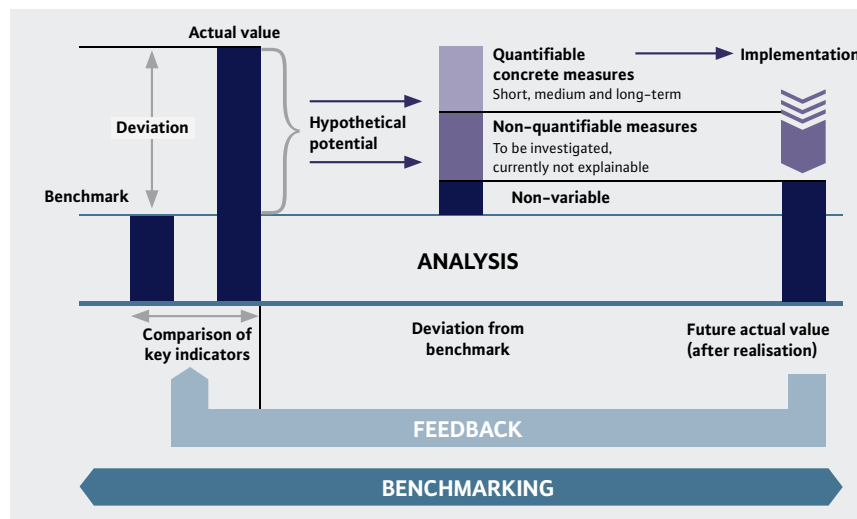 Actual value
Quantifiable
concrete measures
Short, medium and long-term
Implementation
Deviation
Hypothetical
potential
Non-quantifiable measures
To be investigated,
currently not explainable
Benchmark
Non-variable
ANALYSIS
Comparison of
key indicators
Deviation from
benchmark
Future actual value
(after realisation)
FEEDBACK
BENCHMARKING